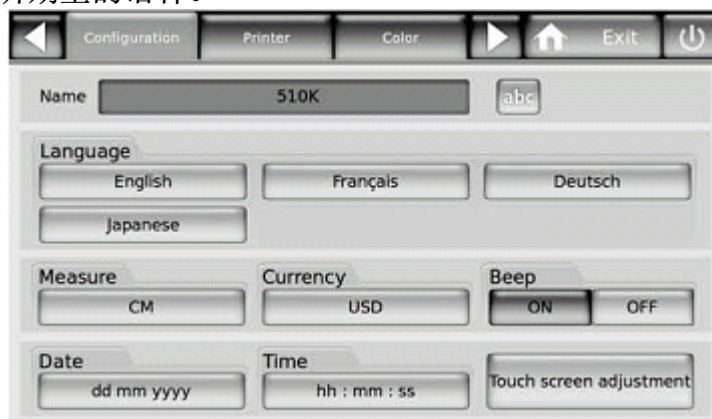 Configuration Printer Color Exit
Name 510K abc
Language
English Français Deutsch
Japanese
Measure Currency Beep
CM USD ON OFF
Date Time
dd mm yyyy hh : mm : ss Touch screen adjustment